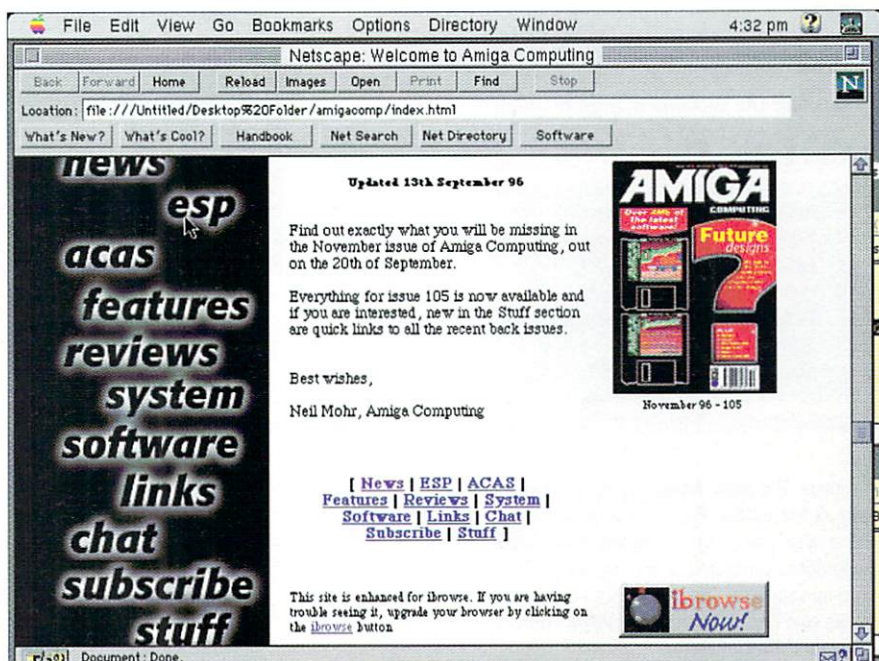 File Edit View Go Bookmarks Options Directory Window 4:32 pm
Netscape: Welcome to Amiga Computing
Back Forward Home Reload Images Open Print Find Stop
N
Location: file:///Untitled/Desktop%20Folder/amigacomp/index.html
What's New? What's Cool? Handbook Net Search Net Directory Software
news
esp
acas
features
reviews
system
software
links
chat
subscribe
stuff
Updated 13th September 96
Find out exactly what you will be missing in
the November issue of Amiga Computing, out
on the 20th of September.
Everything for issue 105 is now available and
if you are interested, new in the Stuff section
are quick links to all the recent back issues.
Best wishes,
Neil Mohr, Amiga Computing
AMIGA
COMPUTING
Over 4Mb of
the latest
software!
Future
designs
?
November 96 - 105
[ News | ESP | ACAS |
Features | Reviews | System |
Software | Links | Chat |
Subscribe | Stuff ]
This site is enhanced for ibrowse. If you are having
trouble seeing it, upgrade your browser by clicking on
the ibrowse button
ibrowse
Now!
Document: Done.